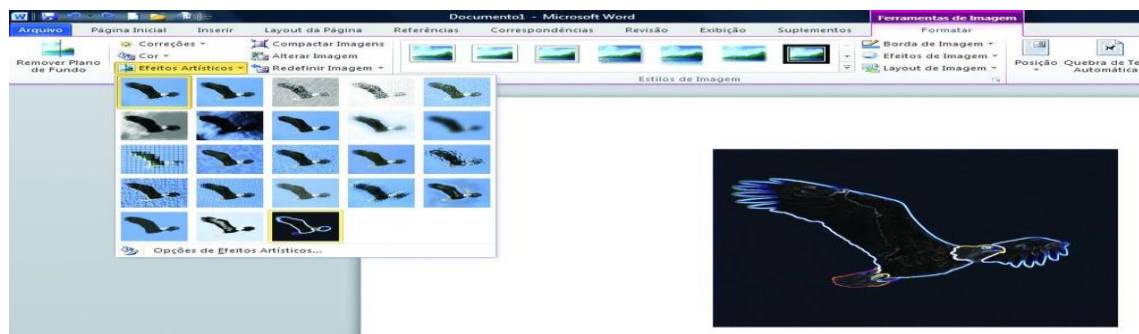 Documento1 - Microsoft Word
Ferramentas de Imagem
Arquivo Página Inicial Inserir Layout da Página Referências Correspondências Revisão Exibição Suplementos Formatar
Remover Plano de Fundo
Correções
Cor
Efeitos Artísticos
Compactar Imagens
Alterar Imagem
Redefinir Imagem
Estilos de Imagem
Borda de Imagem
Efeitos de Imagem
Layout de Imagem
Posição
Quebra de Te
Automática
Opções de Efeitos Artísticos...